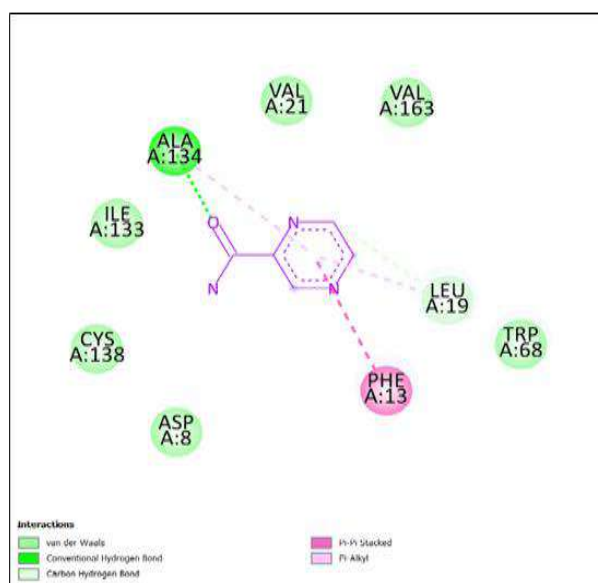 VAL
A:21
VAL
A:163
ALA
A:134
ILE
A:133
O
N
N
N
LEU
A:19
CYS
A:138
TRP
A:68
PHE
A:13
ASP
A:8
Interactions
van der Waals
Conventional Hydrogen Bond
Carbon Hydrogen Bond
Pi-Pi Stacked
Pi-Alkyl